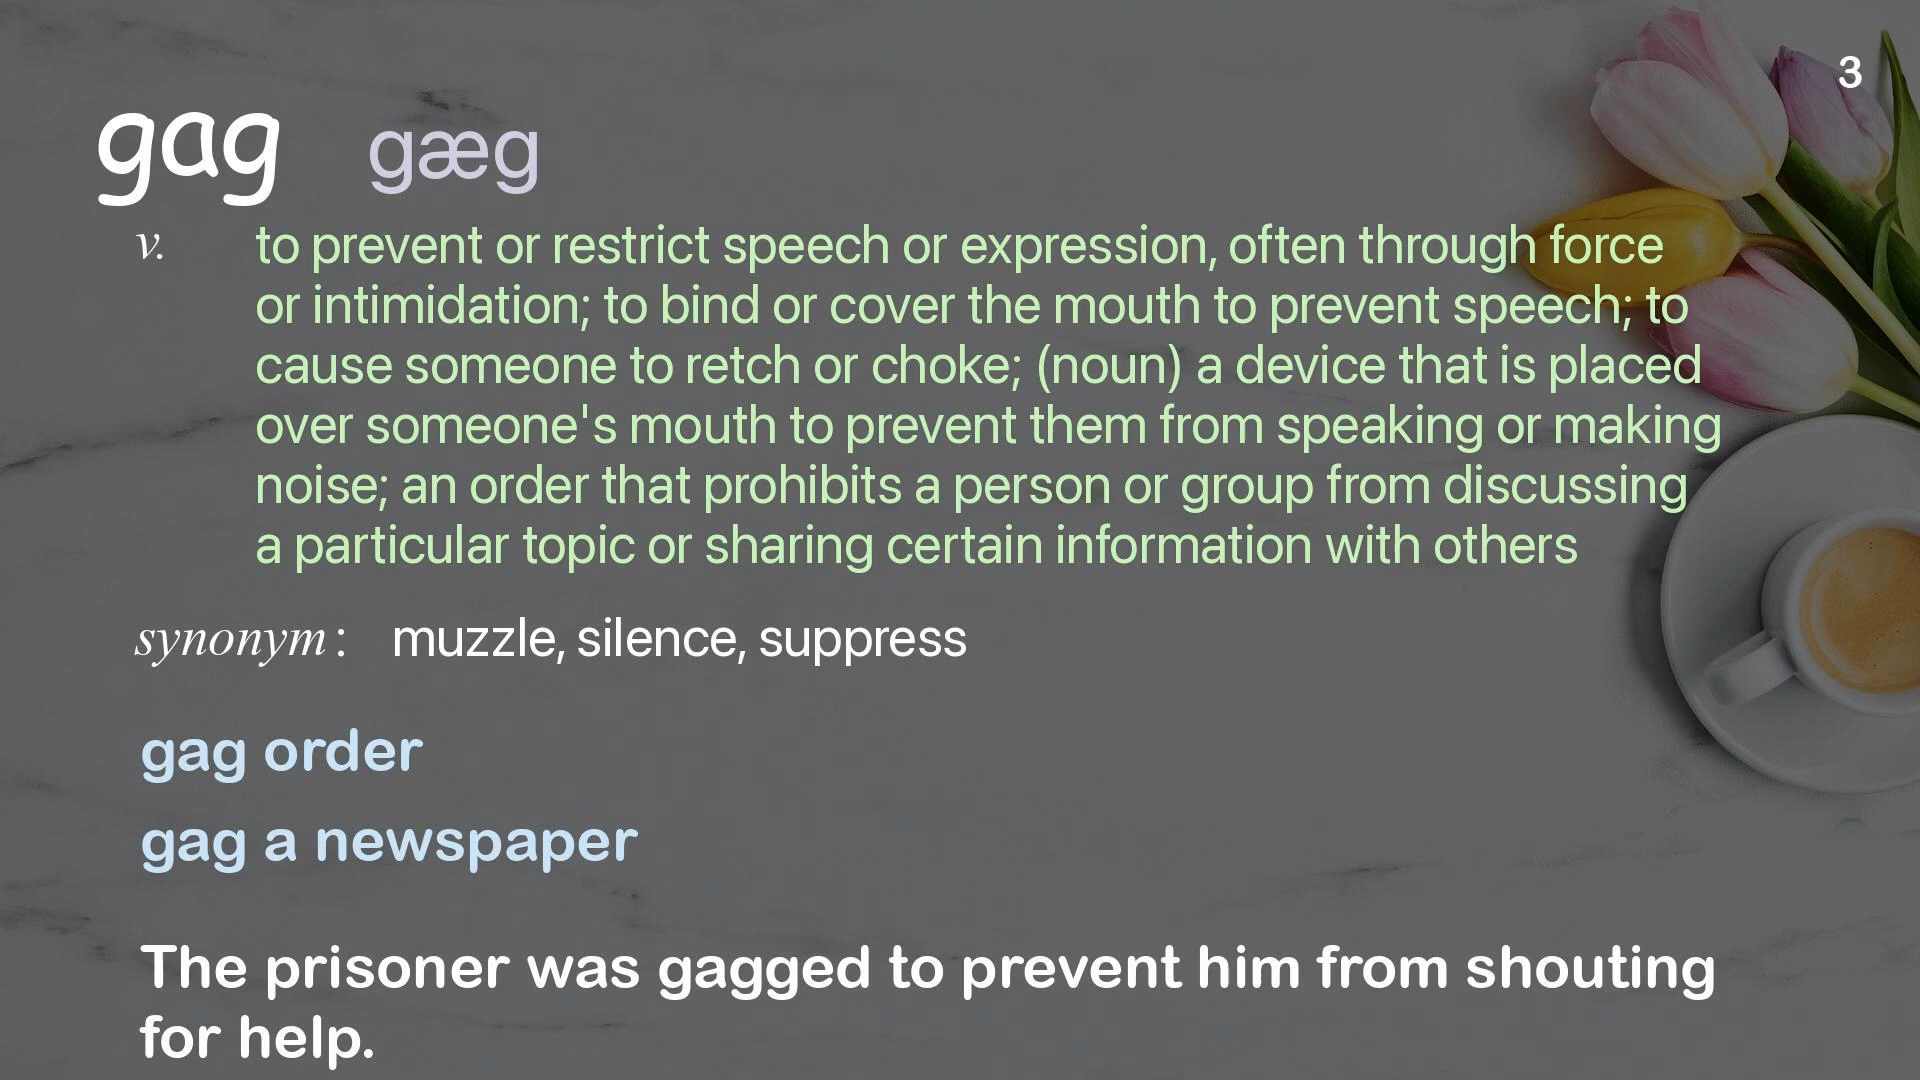 3
gag gæg
v. to prevent or restrict speech or expression, often through force
or intimidation; to bind or cover the mouth to prevent speech; to
cause someone to retch or choke; (noun) a device that is placed
over someone's mouth to prevent them from speaking or making
noise; an order that prohibits a person or group from discussing
a particular topic or sharing certain information with others
synonym: muzzle, silence, suppress
gag order
gag a newspaper
The prisoner was gagged to prevent him from shouting
for help.